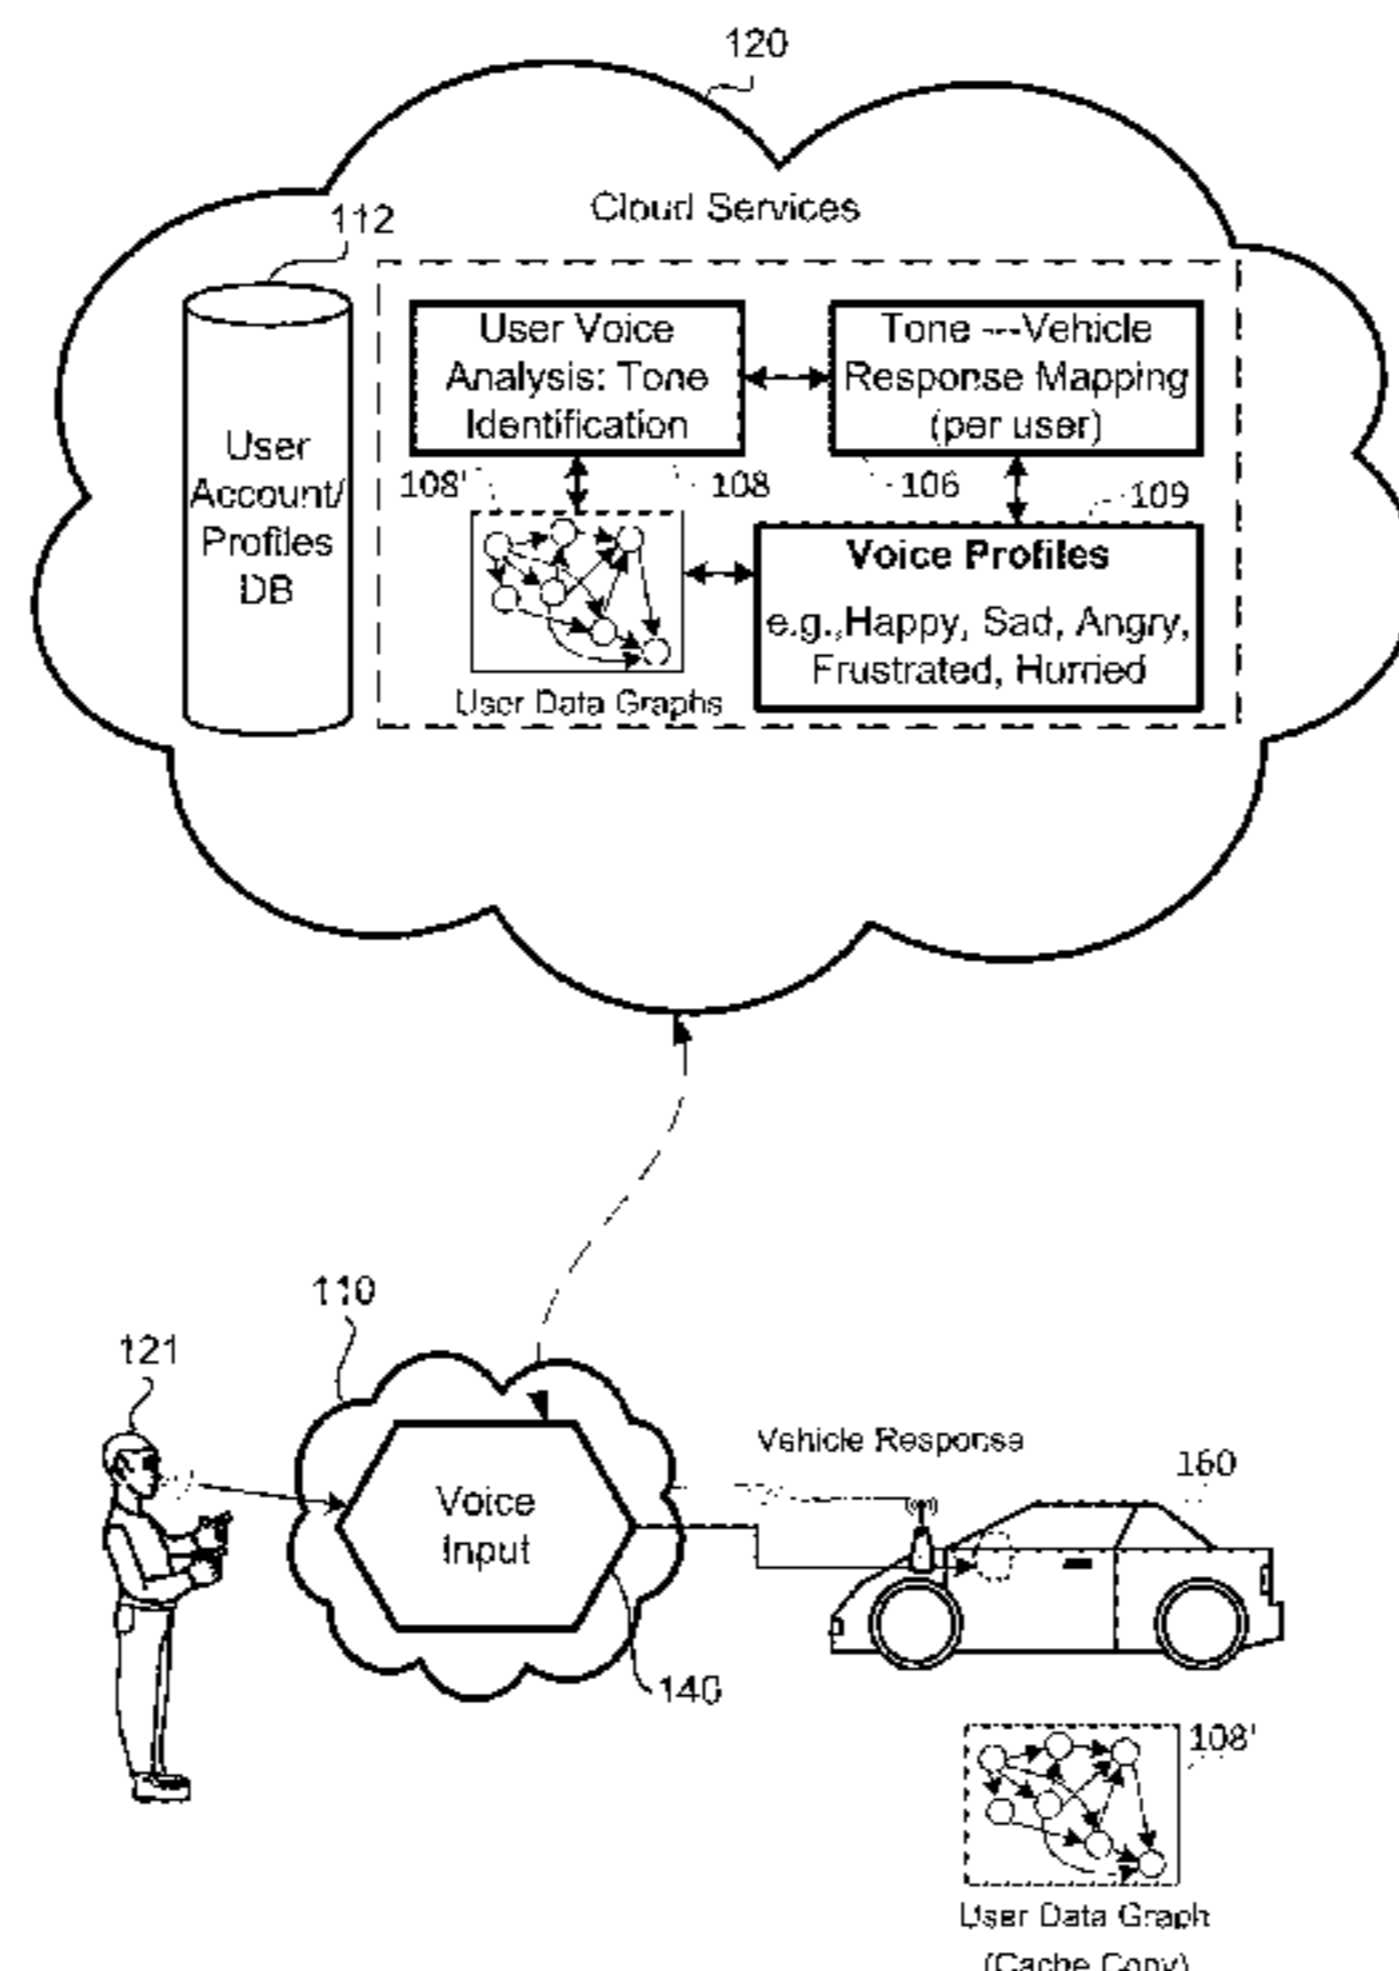 120
Cloud Services
112
User Voice
Analysis: Tone
Identification
Tone ---Vehicle
Response Mapping
(per user)
User
Account/
Profiles
DB
108'
108
106
109
Voice Profiles
e.g.,Happy, Sad, Angry,
Frustrated, Hurried
User Data Graphs
110
121
Vehicle Response
160
Voice
Input
140
108'
User Data Graph
(Cache Copy)